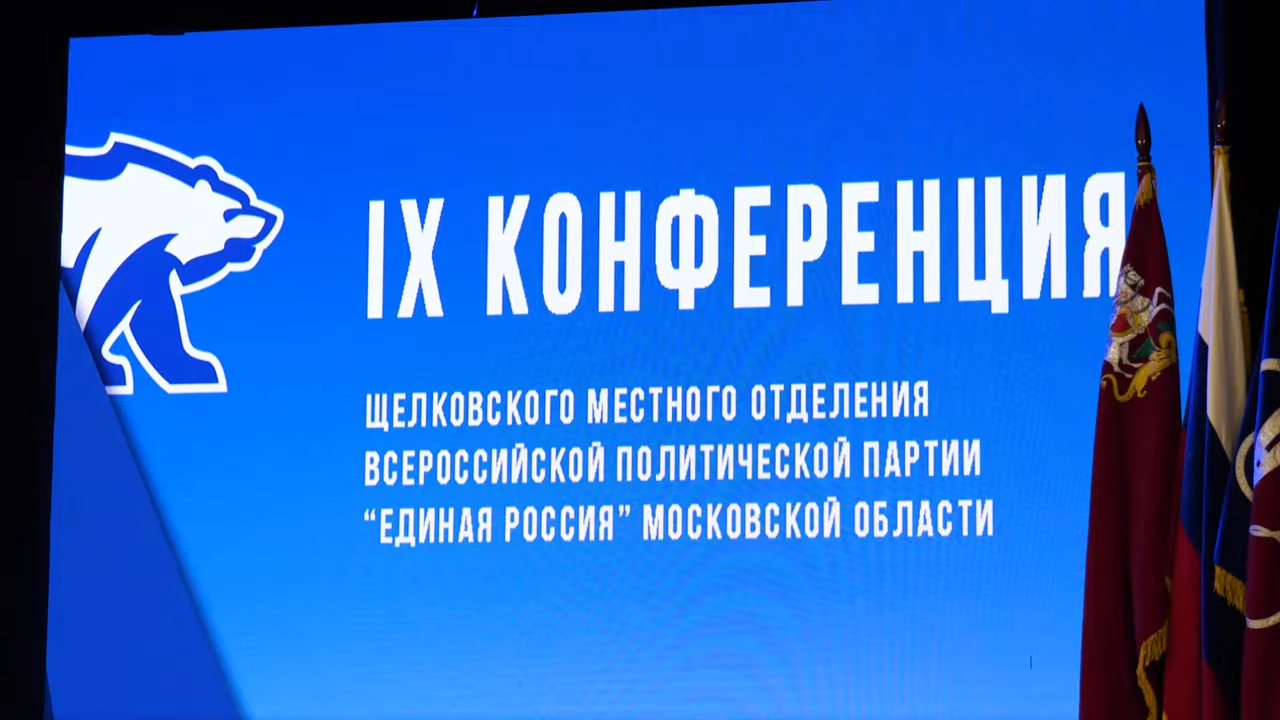 IX КОНФЕРЕНЦИЯ
ЩЕЛКОВСКОГО МЕСТНОГО ОТДЕЛЕНИЯ
ВСЕРОССИЙСКОЙ ПОЛИТИЧЕСКОЙ ПАРТИИ
“ЕДИНАЯ РОССИЯ” МОСКОВСКОЙ ОБЛАСТИ